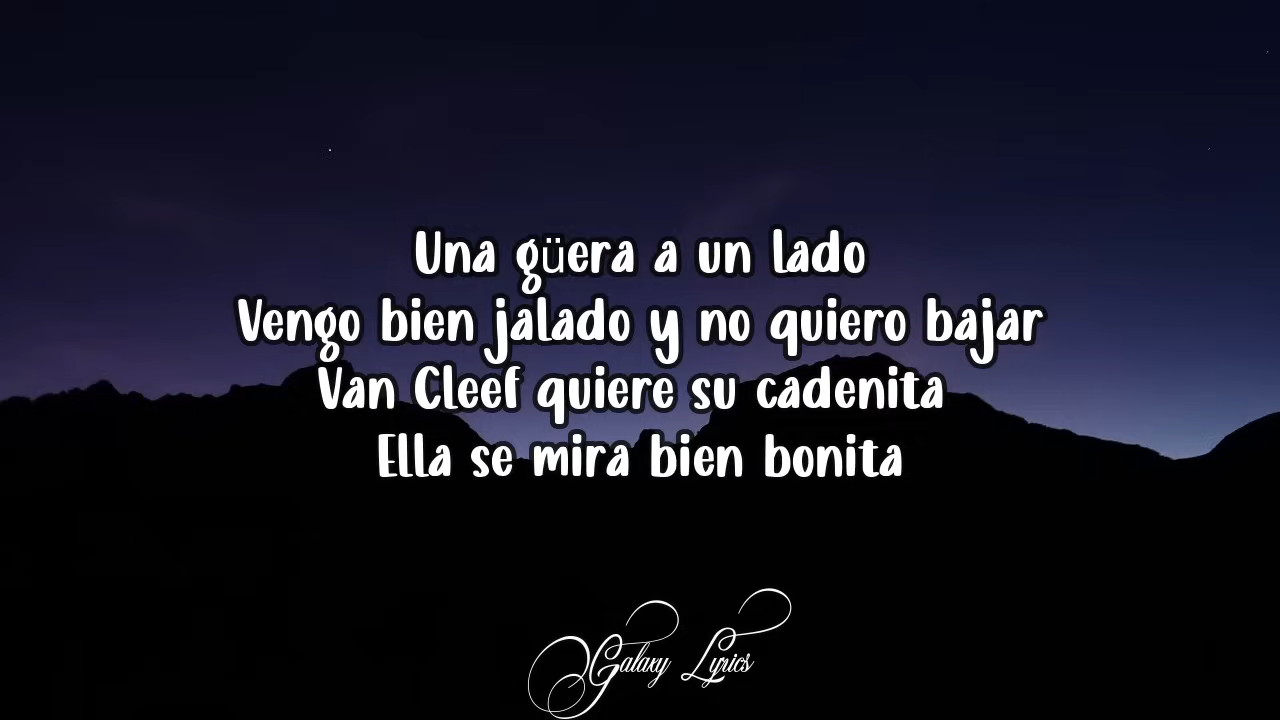 Una güera a un lado
Vengo bien jalado y no quiero bajar
Van Cleef quiere su cadenita
Ella se mira bien bonita
Galaxy Lyrics